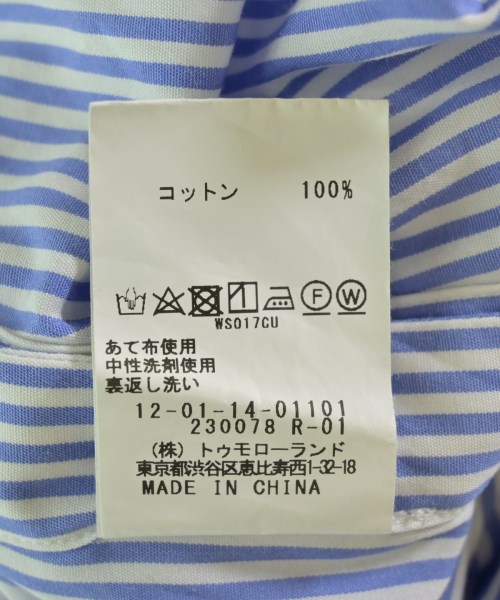 コットン 100%
F W
WS017CU
あて布使用
中性洗剤使用
裏返し洗い
12-01-14-01101
230078 R-01
(株) トゥモローランド
東京都渋谷区恵比寿西1-32-18
MADE IN CHINA